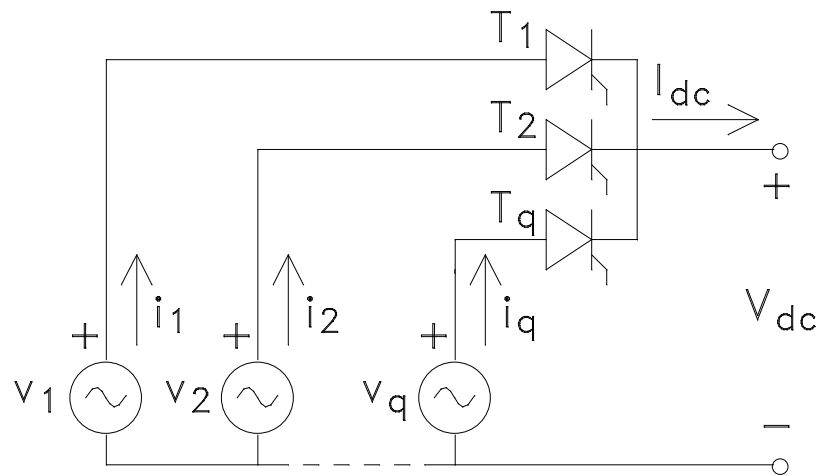 T1
Idc
T2
+
Tq
i1
i2
iq
Vdc
+
+
+
v1
v2
vq
−